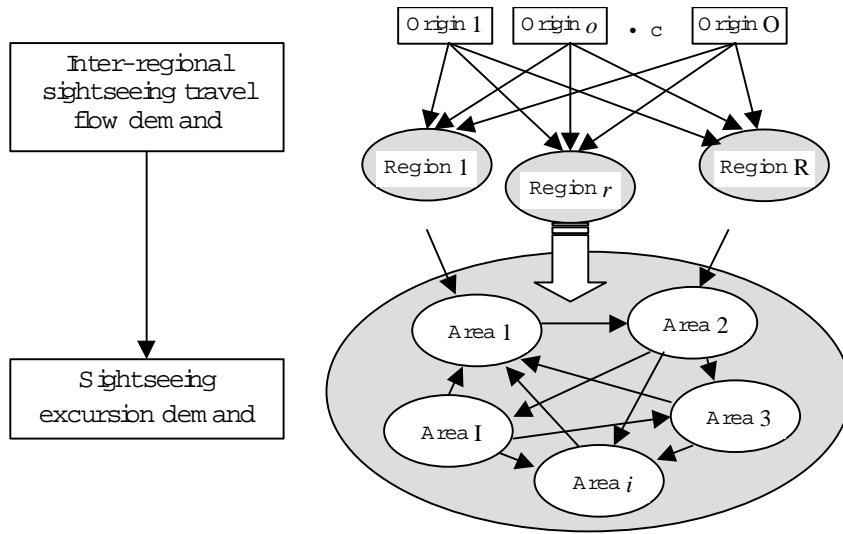 Inter-regional
sightseeing travel
flow demand
Sightseeing
excursion demand
Origin 1
Origin o
• c
Origin O
Region 1
Region r
Region R
Area 1
Area 2
Area I
Area 3
Area i